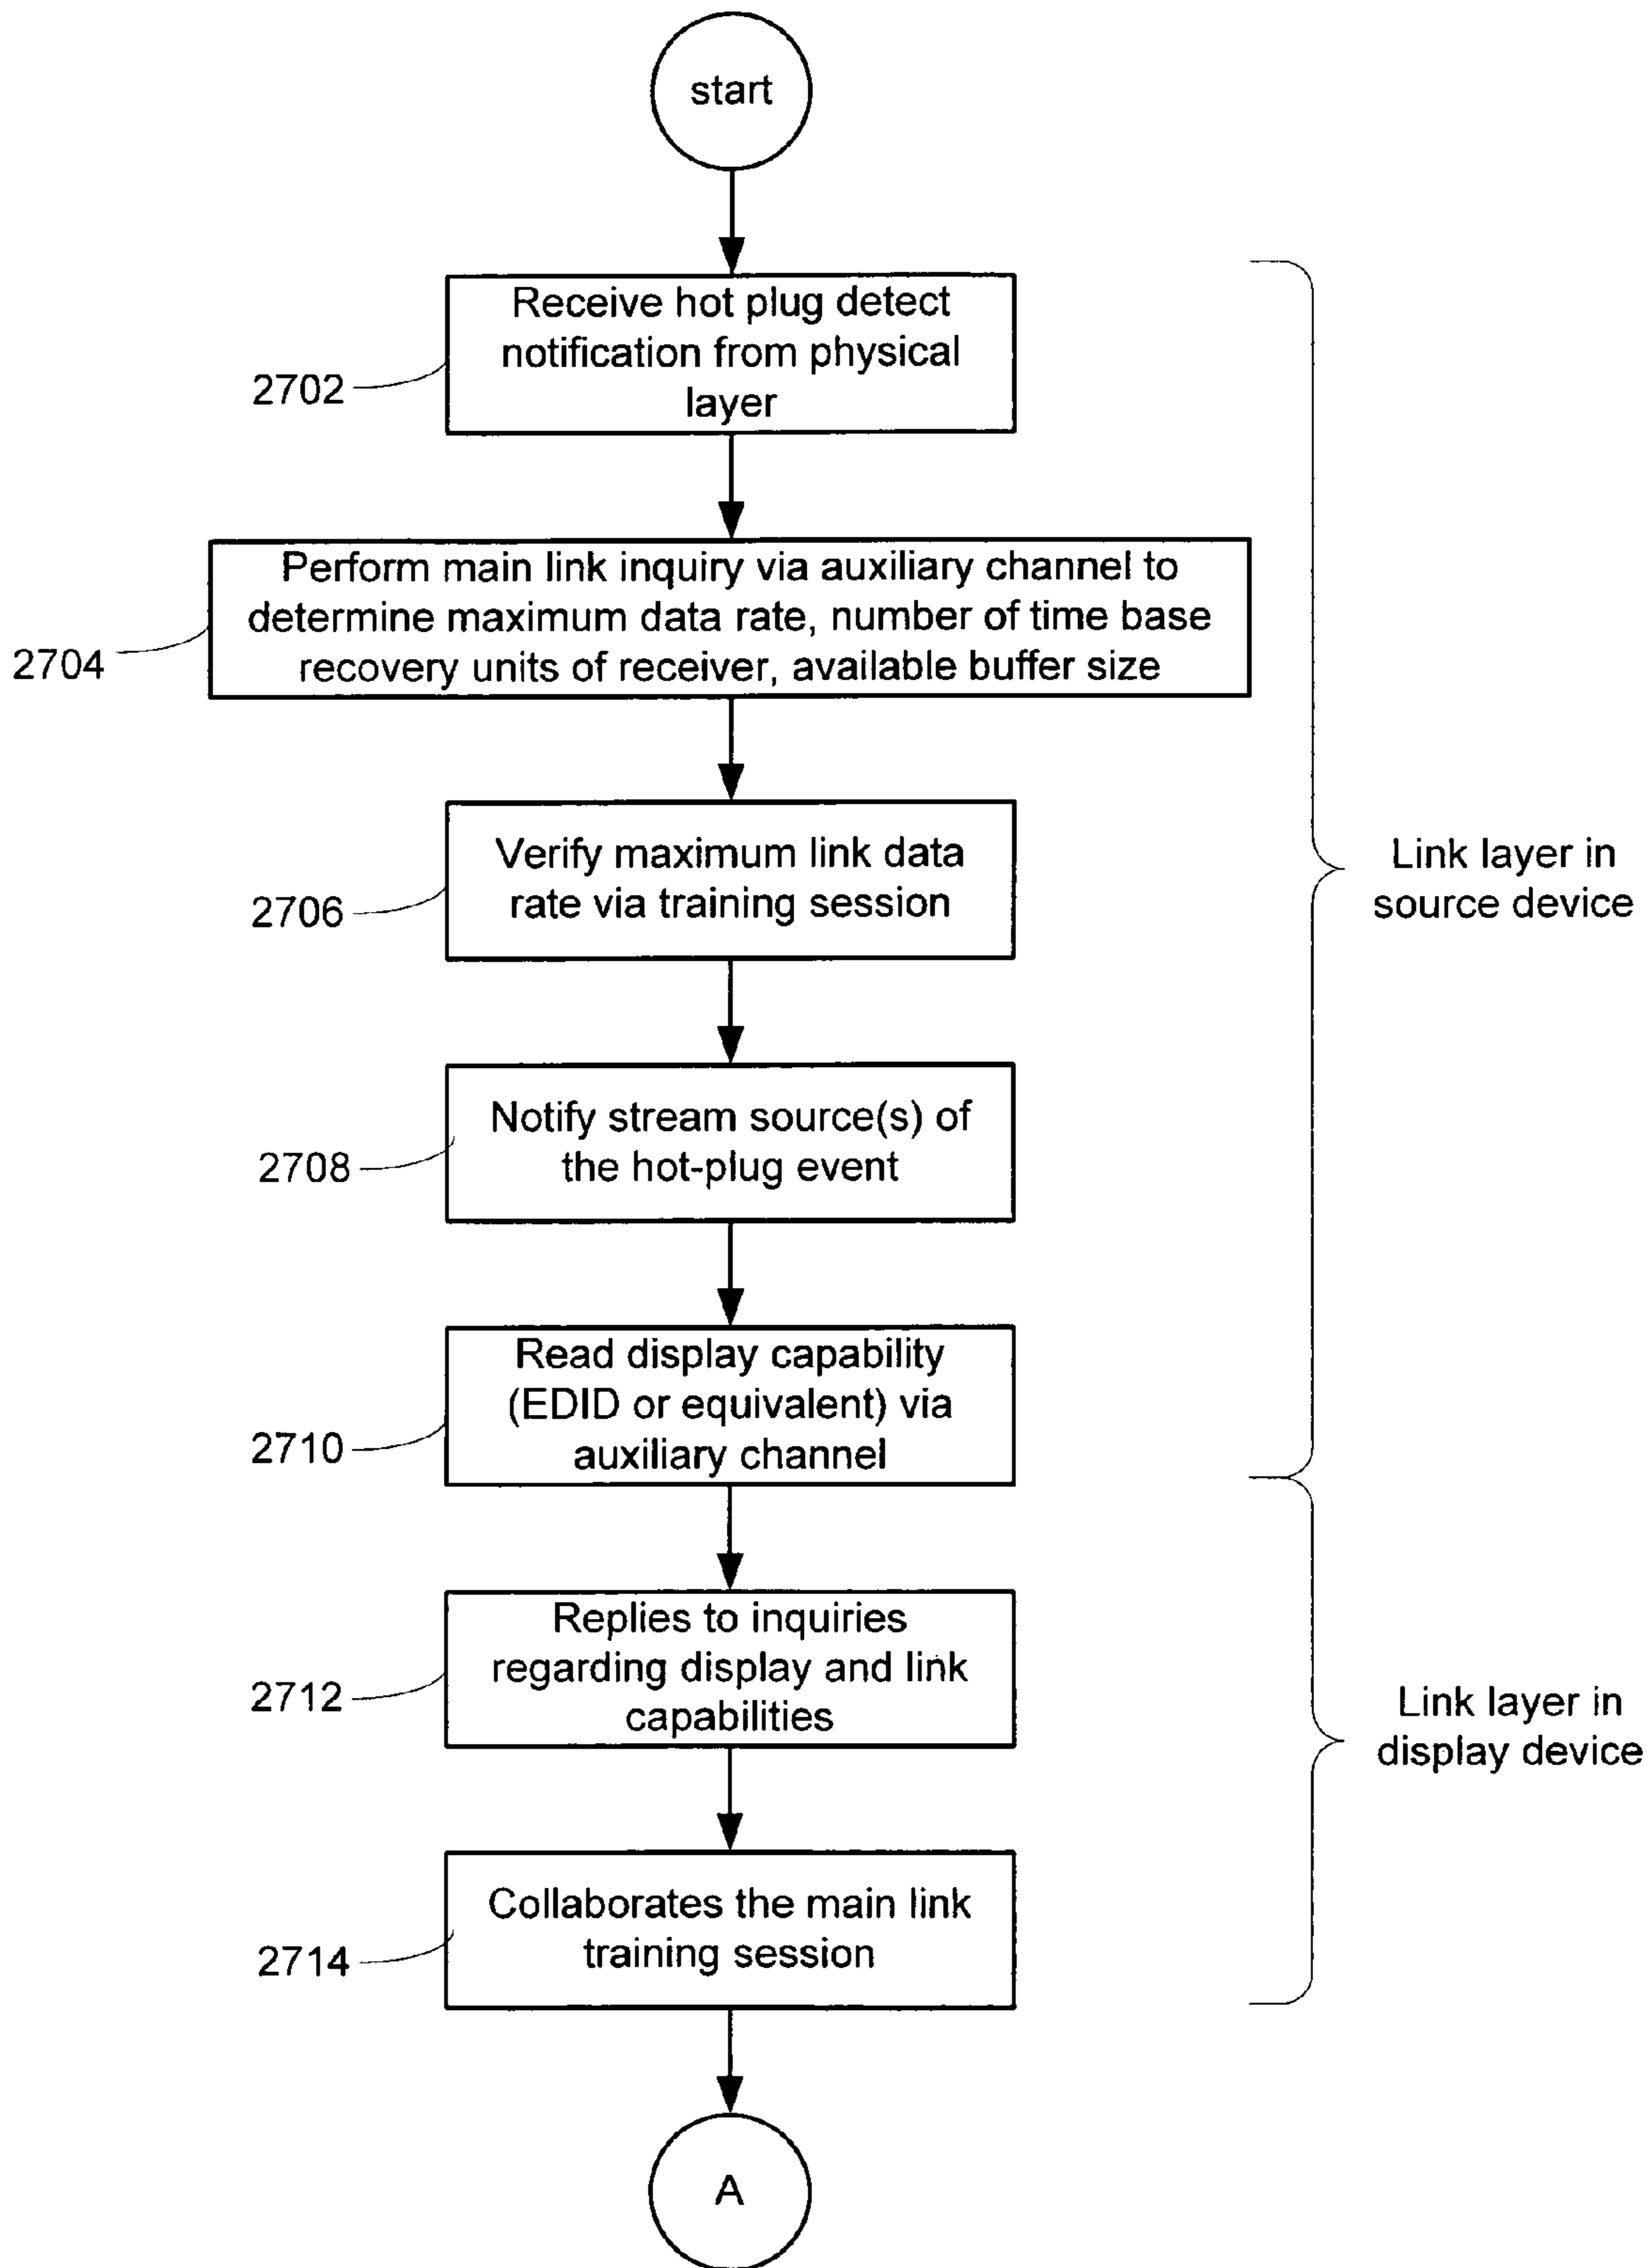 start
Receive hot plug detect
notification from physical
layer
2702
Perform main link inquiry via auxiliary channel to
determine maximum data rate, number of time base
recovery units of receiver, available buffer size
2704
Verify maximum link data
rate via training session
2706
Link layer in
source device
Notify stream source(s) of
the hot-plug event
2708
Read display capability
(EDID or equivalent) via
auxiliary channel
2710
Replies to inquiries
regarding display and link
capabilities
2712
Link layer in
display device
Collaborates the main link
training session
2714
A